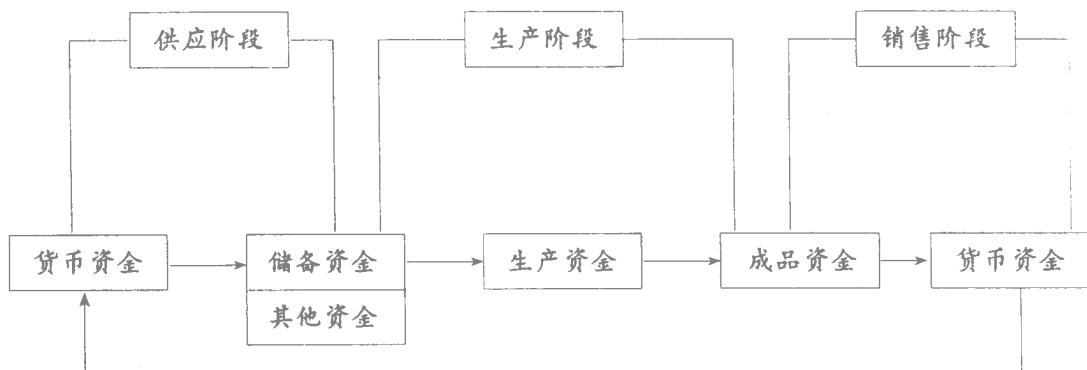 供应阶段
生产阶段
销售阶段
货币资金
储备资金
生产资金
成品资金
货币资金
其他资金